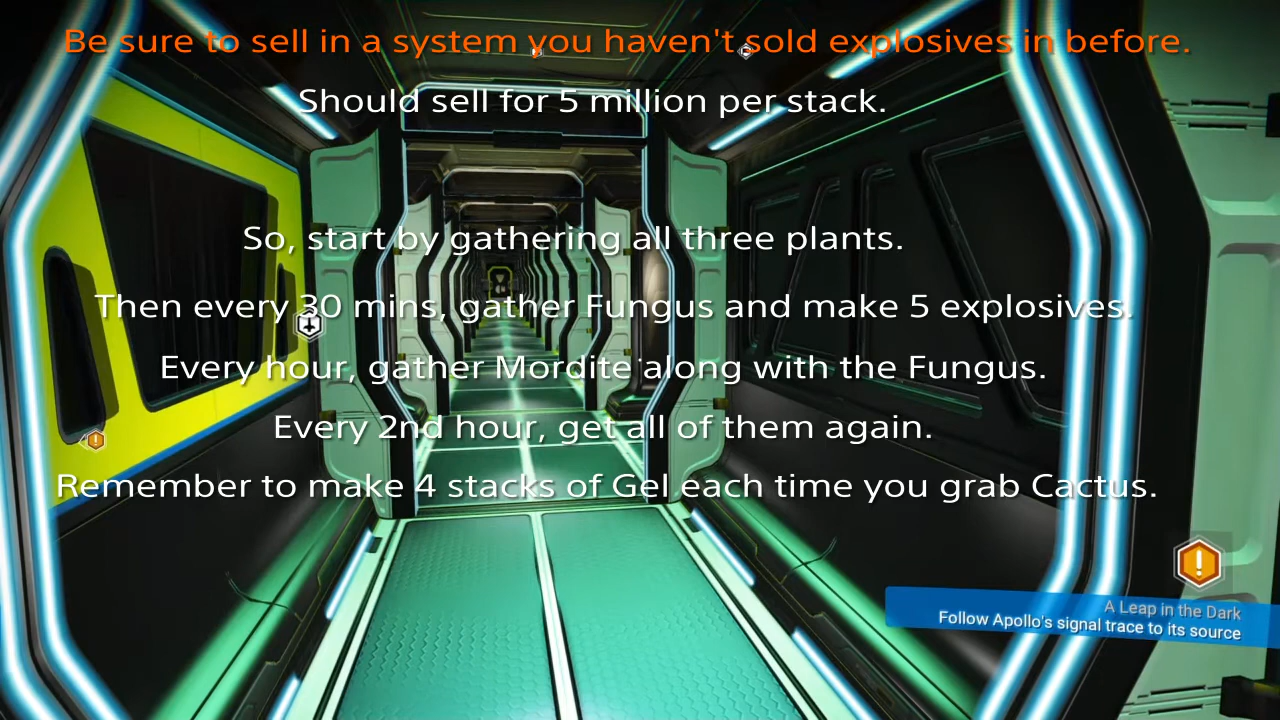 Be sure to sell in a system you haven't sold explosives in before.
Should sell for 5 million per stack.
So, start by gathering all three plants.
Then every 30 mins, gather Fungus and make 5 explosives.
Every hour, gather Mordite along with the Fungus.
Every 2nd hour, get all of them again.
Remember to make 4 stacks of Gel each time you grab Cactus.
A Leap in the Dark
Follow Apollo's signal trace to its source